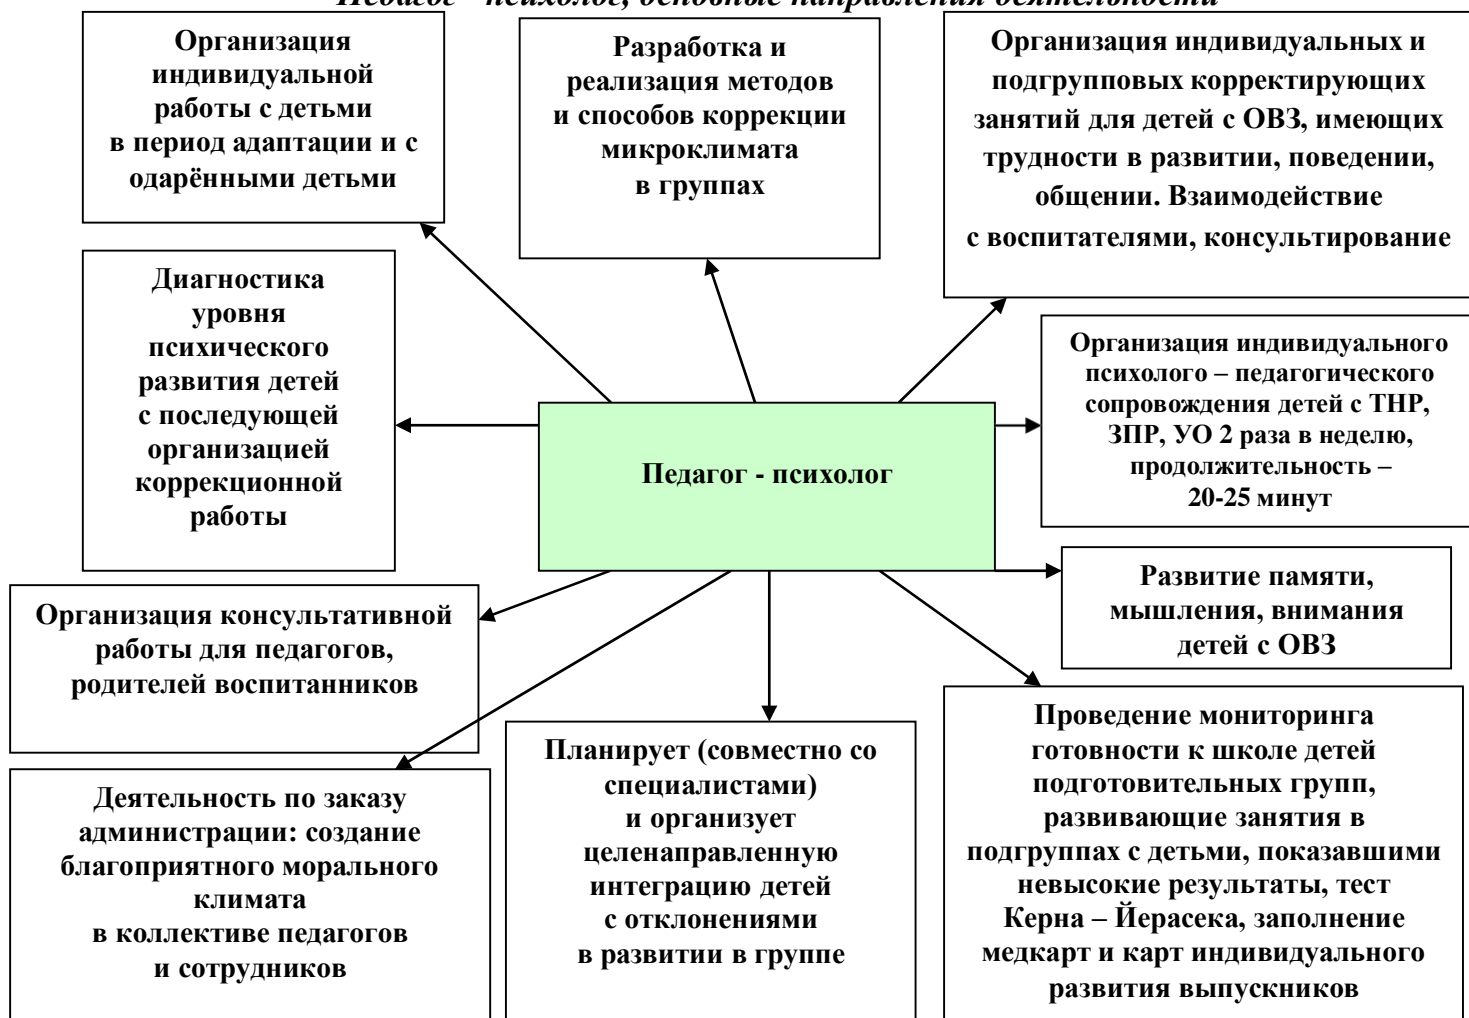 Педагог - психолог, основные направления деятельности
Организация
индивидуальной
работы с детьми
в период адаптации и с
одарёнными детьми
Разработка и
реализация методов
и способов коррекции
микроклимата
в группах
Организация индивидуальных и
подгрупповых корректирующих
занятий для детей с ОВЗ, имеющих
трудности в развитии, поведении,
общении. Взаимодействие
с воспитателями, консультирование
Диагностика
уровня
психического
развития детей
с последующей
организацией
коррекционной
работы
Организация индивидуального
психолого – педагогического
сопровождения детей с ТНР,
ЗПР, УО 2 раза в неделю,
продолжительность –
20-25 минут
Педагог - психолог
Развитие памяти,
мышления, внимания
детей с ОВЗ
Организация консультативной
работы для педагогов,
родителей воспитанников
Деятельность по заказу
администрации: создание
благоприятного морального
климата
в коллективе педагогов
и сотрудников
Планирует (совместно со
специалистами)
и организует
целенаправленную
интеграцию детей
с отклонениями
в развитии в группе
Проведение мониторинга
готовности к школе детей
подготовительных групп,
развивающие занятия в
подгруппах с детьми, показавшими
невысокие результаты, тест
Керна – Йерасека, заполнение
медкарт и карт индивидуального
развития выпускников